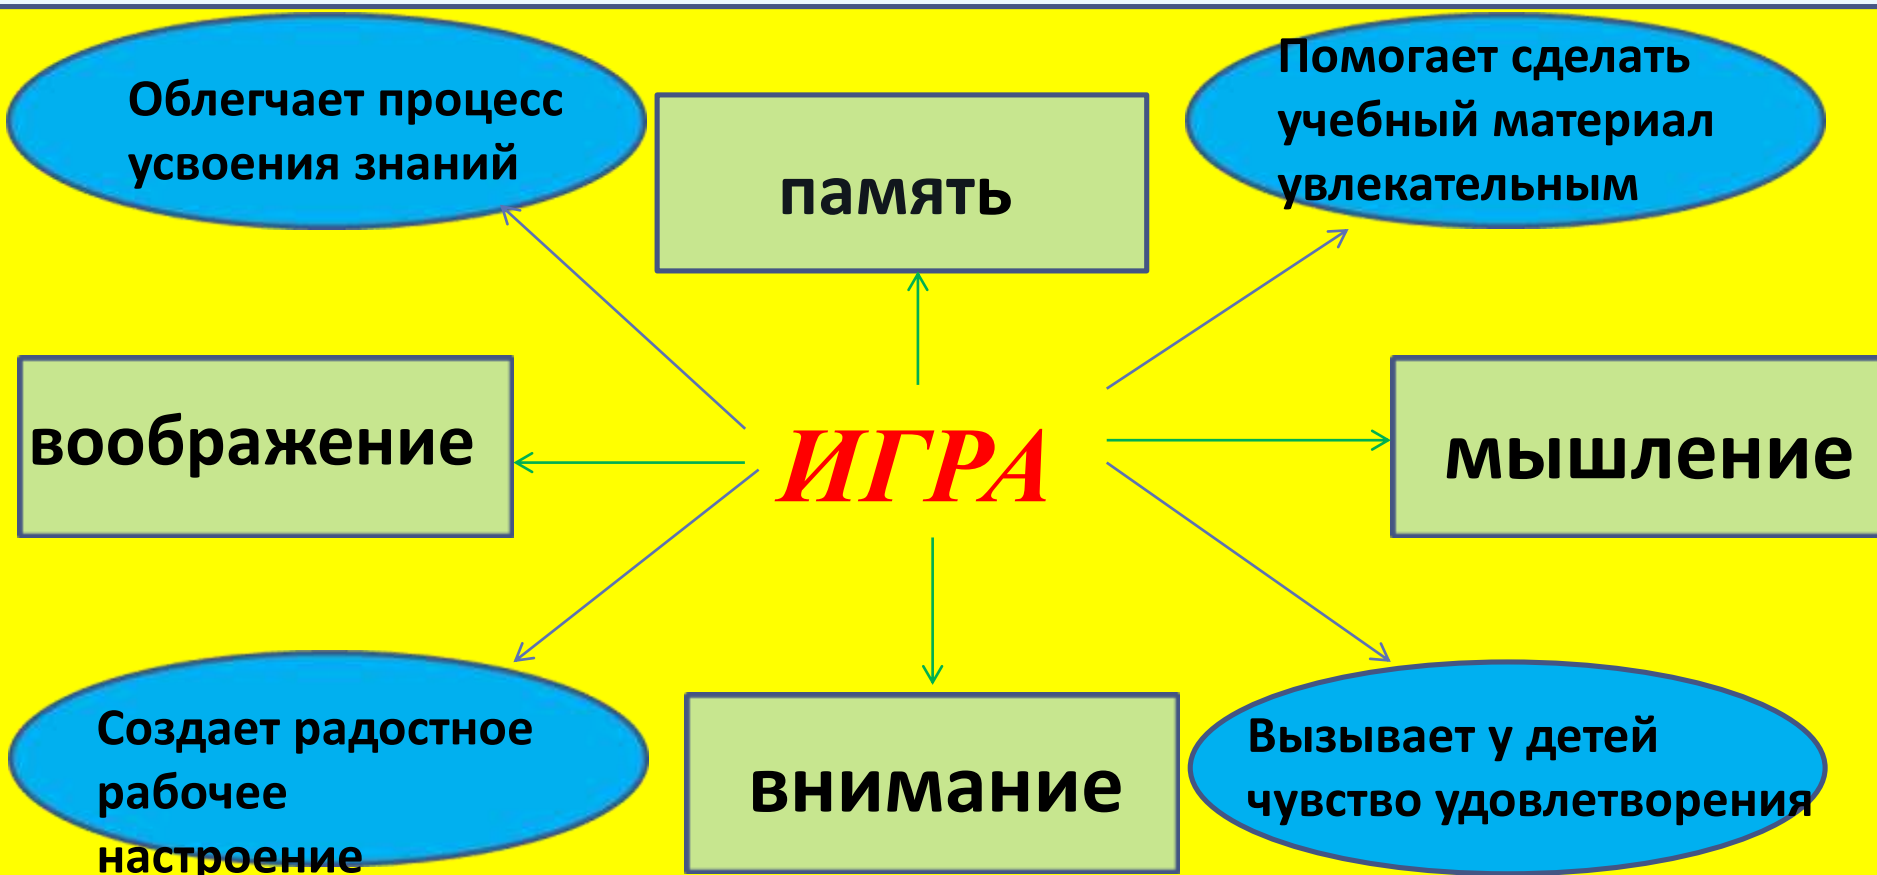 Облегчает процесс
усвоения знаний
память
Помогает сделать
учебный материал
увлекательным
воображение
ИГРА
мышление
Создает радостное
рабочее
настроение
внимание
Вызывает у детей
чувство удовлетворения